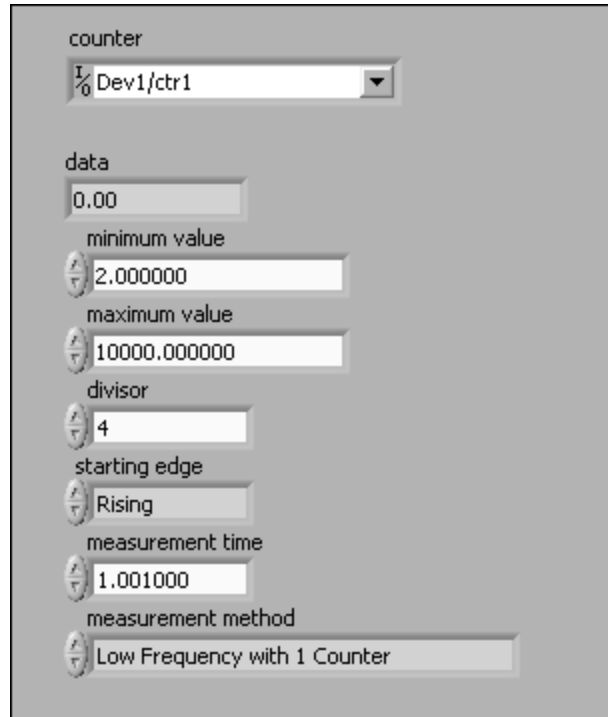 counter
I/O Dev1/ctr1
data
0.00
minimum value
2.000000
maximum value
10000.000000
divisor
4
starting edge
Rising
measurement time
1.001000
measurement method
Low Frequency with 1 Counter